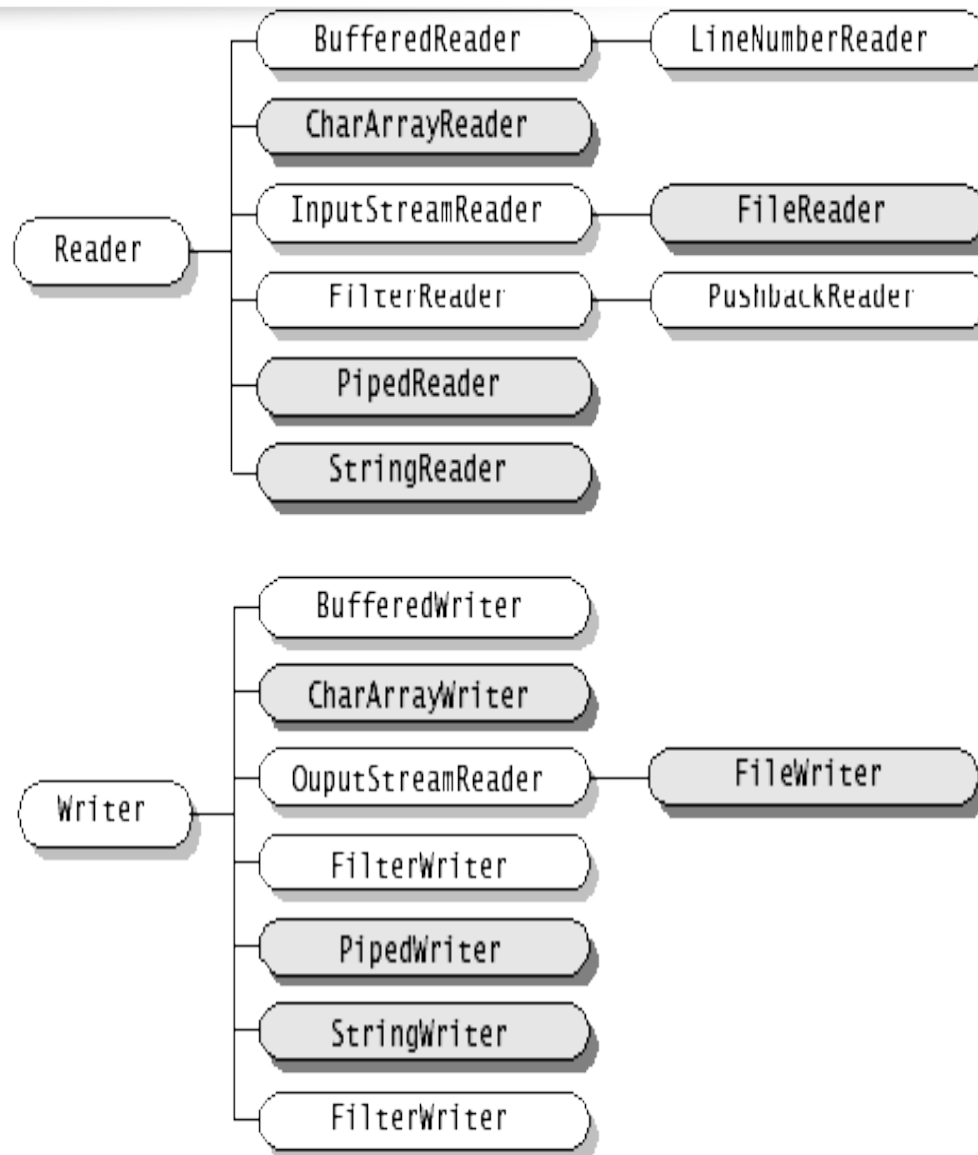 BufferedReader LineNumberReader
CharArrayReader
InputStreamReader FileReader
Reader
FilterReader PushbackReader
PipedReader
StringReader
BufferedWriter
CharArrayWriter
OuputStreamReader FileWriter
Writer
FilterWriter
PipedWriter
StringWriter
FilterWriter